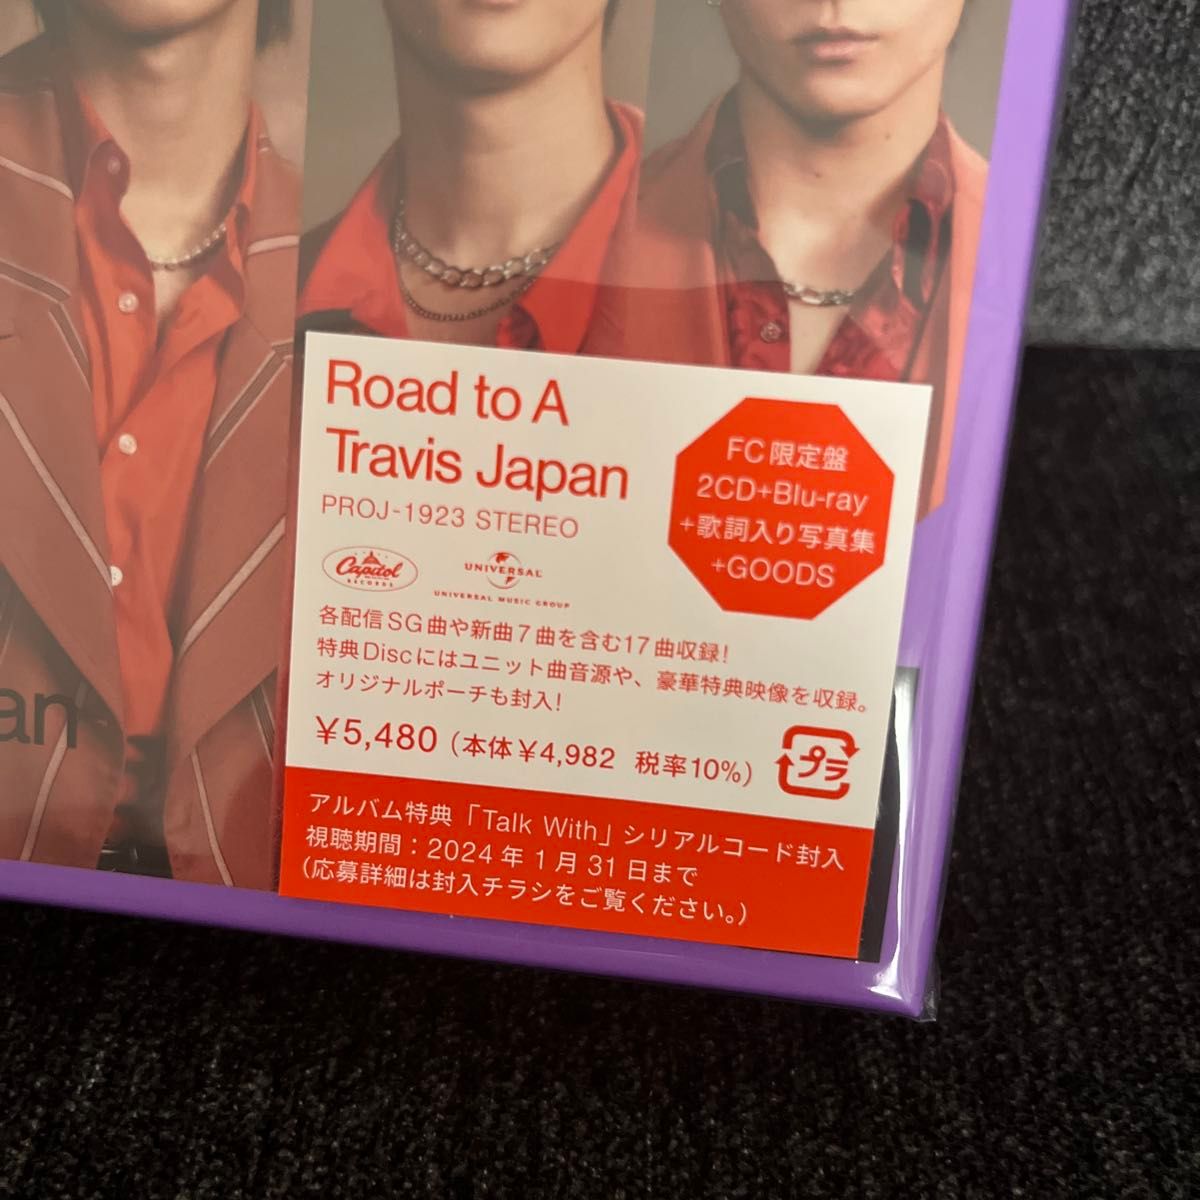 Road to A
Travis Japan
PROJ-1923 STEREO
FC限定盤
2CD+Blu-ray
+歌詞入り写真集
+GOODS
Capitol
RECORDS
UNIVERSAL
UNIVERSAL MUSIC GROUP
各配信SG曲や新曲7曲を含む17曲収録!
特典Discにはユニット曲音源や、豪華特典映像を収録。
オリジナルポーチも封入!
¥5,480 (本体¥4,982 税率10%)
プラ
an
アルバム特典「Talk With」シリアルコード封入
視聴期間:2024年1月31日まで
(応募詳細は封入チラシをご覧ください。)